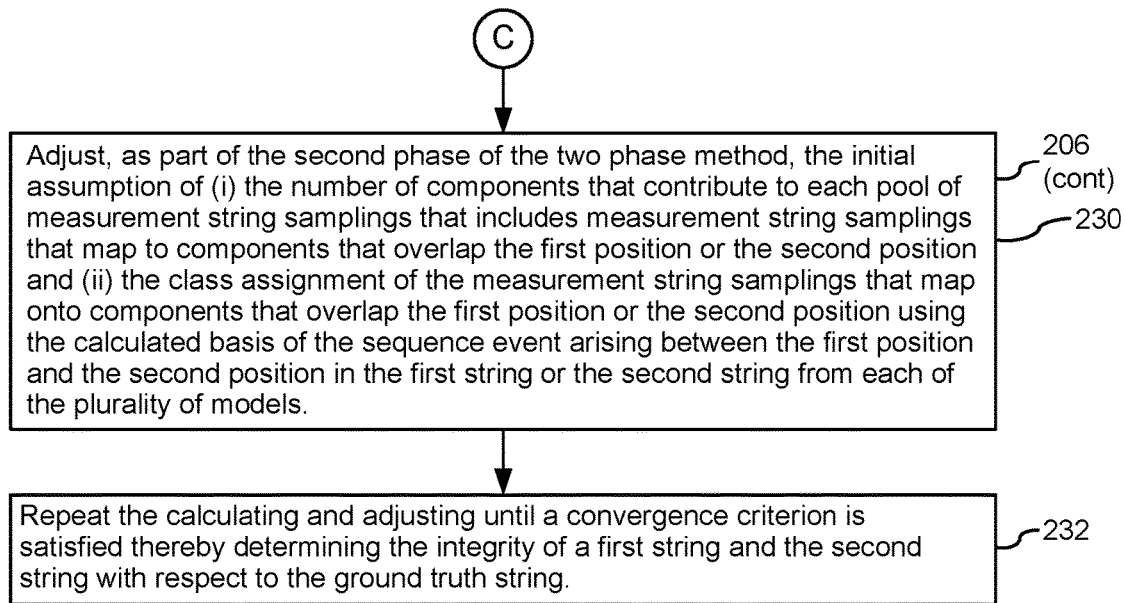 C
Adjust, as part of the second phase of the two phase method, the initial
assumption of (i) the number of components that contribute to each pool of
measurement string samplings that includes measurement string samplings
that map to components that overlap the first position or the second position
and (ii) the class assignment of the measurement string samplings that map
onto components that overlap the first position or the second position using
the calculated basis of the sequence event arising between the first position
and the second position in the first string or the second string from each of
the plurality of models.
206
(cont)
230
Repeat the calculating and adjusting until a convergence criterion is
satisfied thereby determining the integrity of a first string and the second
string with respect to the ground truth string.
232